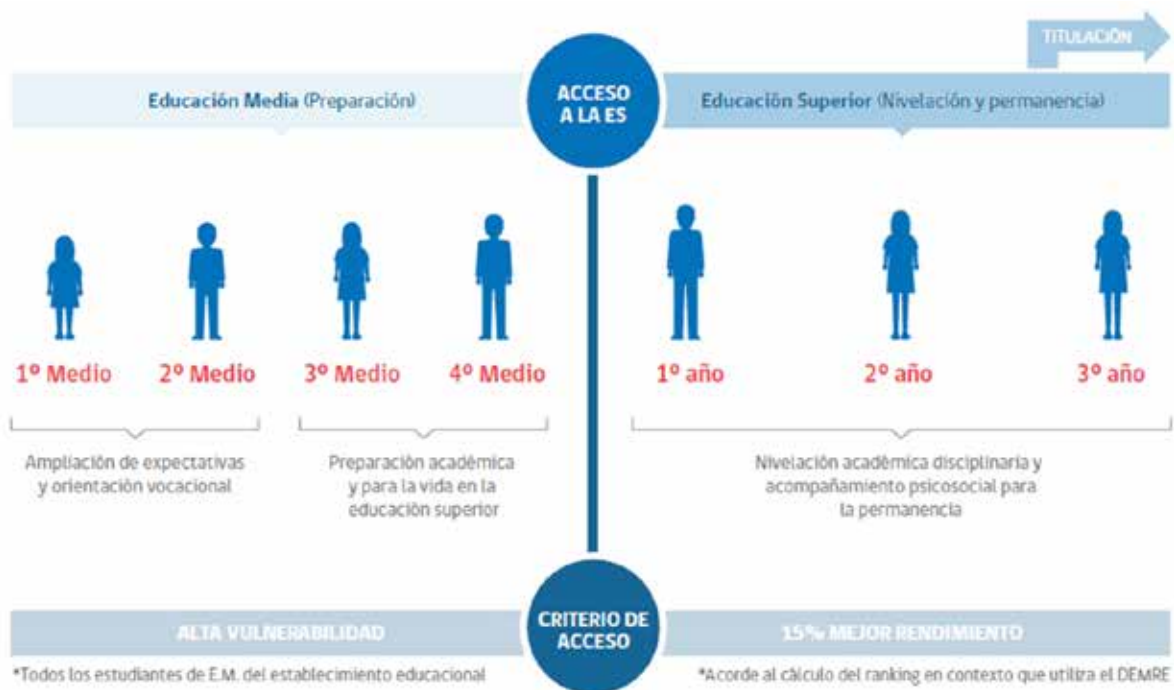 TITULACIÓN
Educación Media (Preparación)
ACCESO
A LA ES
Educación Superior (Nivelación y permanencia)
1º Medio
2º Medio
3º Medio
4º Medio
1º año
2º año
3º año
Ampliación de expectativas
y orientación vocacional
Preparación académica
y para la vida en la
educación superior
Nivelación académica disciplinaria y
acompañamiento psicosocial para
la permanencia
ALTA VULNERABILIDAD
CRITERIO DE
ACCESO
15% MEJOR RENDIMIENTO
*Todos los estudiantes de E.M. del establecimiento educacional
*Acorde al cálculo del ranking en contexto que utiliza el DEMRE